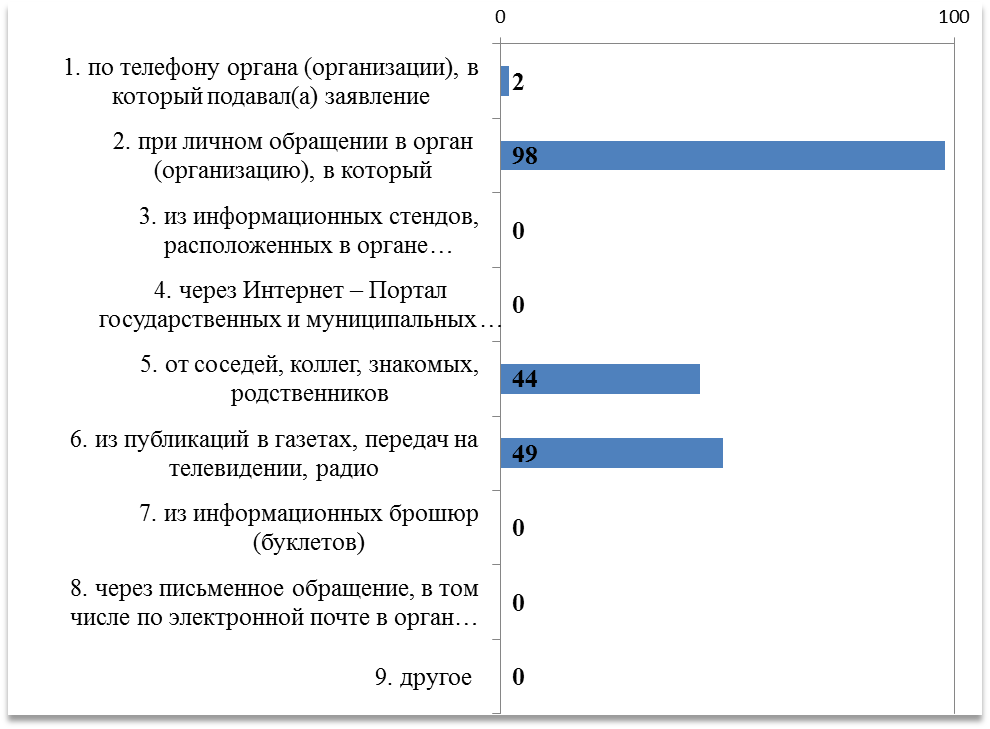 0 100
1. по телефону органа (организации), в
который подавал(а) заявление
2
2. при личном обращении в орган
(организацию), в который
98
3. из информационных стендов,
расположенных в органе…
0
4. через Интернет – Портал
государственных и муниципальных…
0
5. от соседей, коллег, знакомых,
родственников
44
6. из публикаций в газетах, передач на
телевидении, радио
49
7. из информационных брошюр
(буклетов)
0
8. через письменное обращение, в том
числе по электронной почте в орган…
0
9. другое
0